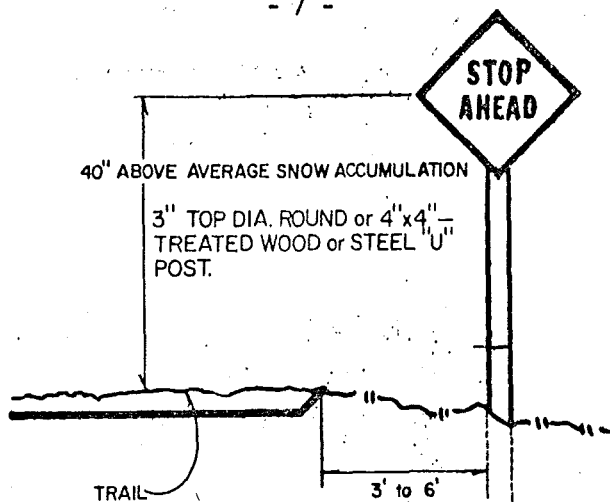 - 7 -
STOP
AHEAD
40" ABOVE AVERAGE SNOW ACCUMULATION
3" TOP DIA. ROUND or 4"x4"
TREATED WOOD or STEEL "U"
POST.
TRAIL
3' to 6'